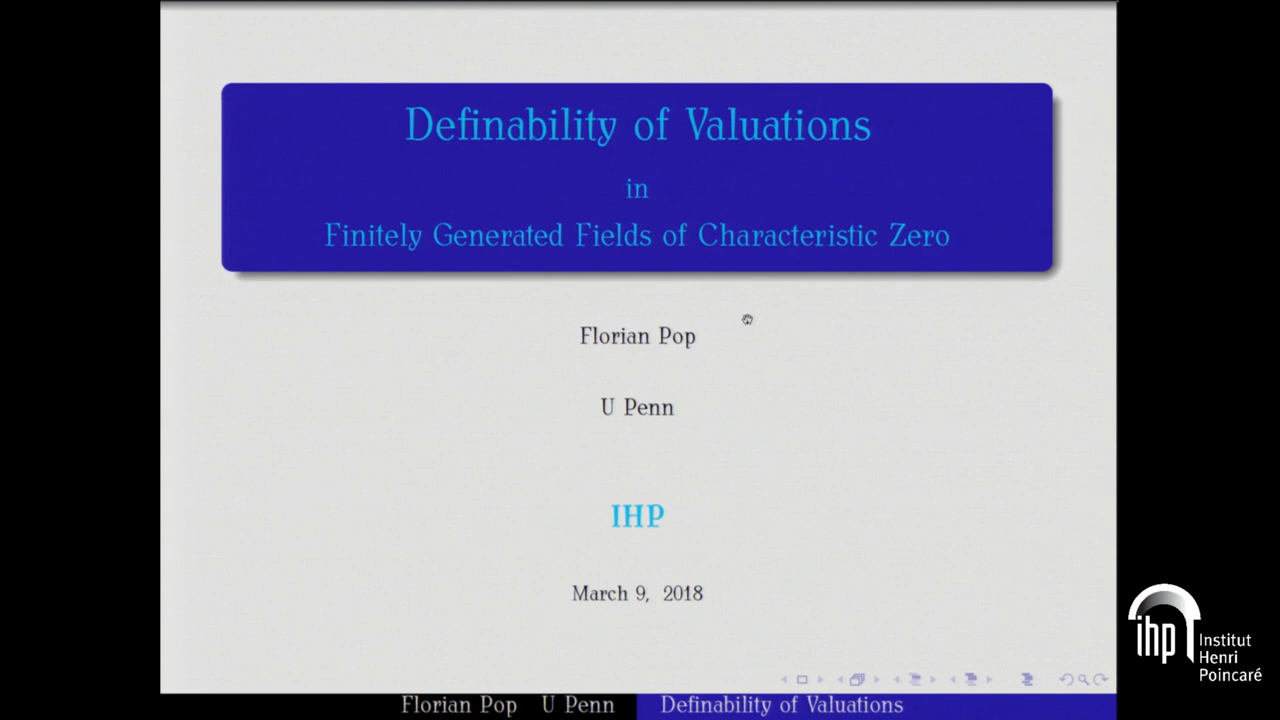 Definability of Valuations
in
Finitely Generated Fields of Characteristic Zero
Florian Pop
U Penn
IHP
March 9, 2018
ihp
Institut
Henri
Poincaré
Florian Pop U Penn
Definability of Valuations